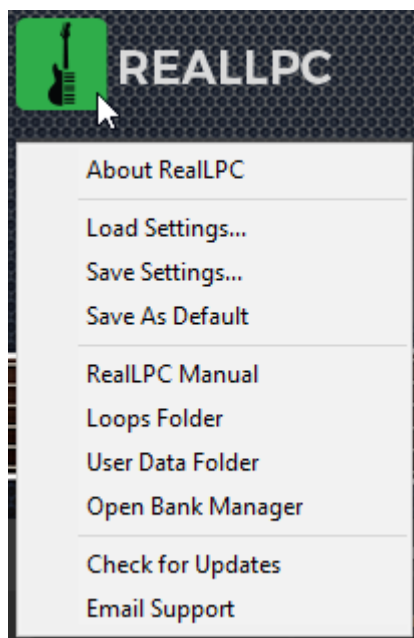 REALLPC
About RealLPC
Load Settings...
Save Settings...
Save As Default
RealLPC Manual
Loops Folder
User Data Folder
Open Bank Manager
Check for Updates
Email Support